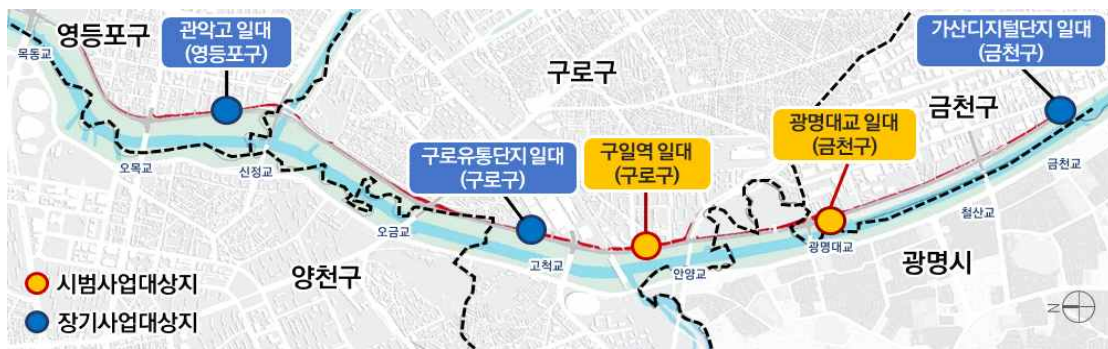 영등포구
목동교
관악고 일대
(영등포구)
구로구
가산디지털단지 일대
(금천구)
금천구
광명대교 일대
(금천구)
구로유통단지 일대
(구로구)
구일역 일대
(구로구)
오목교
신정교
오금교
고척교
안양교
광명대교
철산교
금천교
양천구
광명시
시범사업대상지
장기사업대상지
N